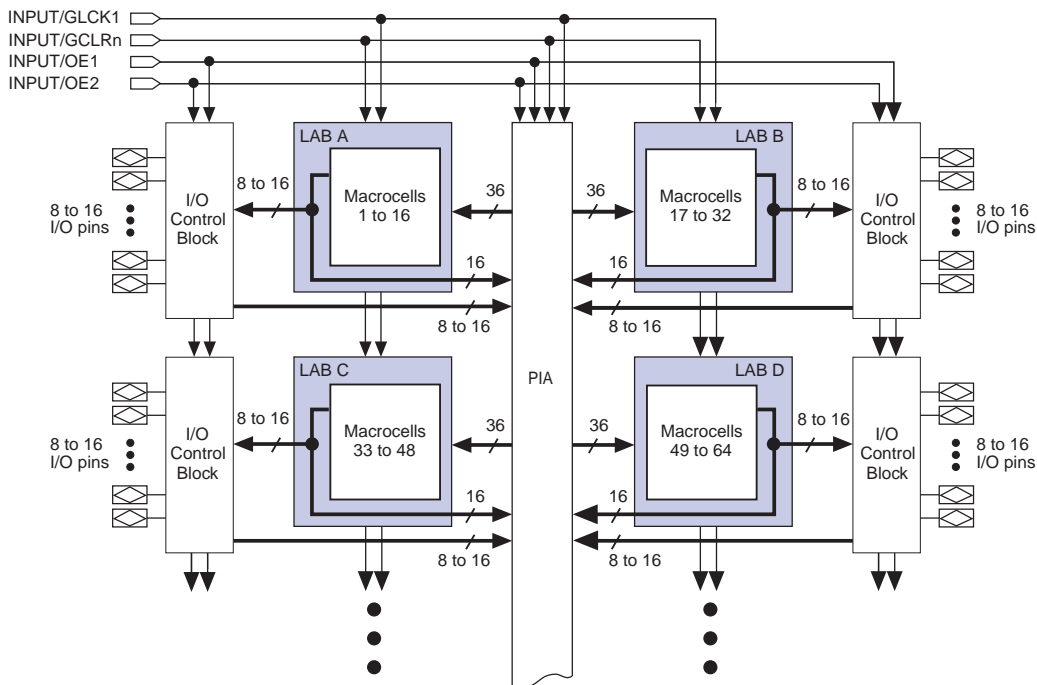 INPUT/GLCK1
INPUT/GCLRn
INPUT/OE1
INPUT/OE2
LAB A
LAB B
8 to 16
I/O pins
I/O
Control
Block
8 to 16
Macrocells
1 to 16
36
36
Macrocells
17 to 32
8 to 16
I/O
Control
Block
8 to 16
I/O pins
16
16
8 to 16
8 to 16
PIA
LAB C
LAB D
8 to 16
I/O pins
I/O
Control
Block
8 to 16
Macrocells
33 to 48
36
36
Macrocells
49 to 64
8 to 16
I/O
Control
Block
8 to 16
I/O pins
16
16
8 to 16
8 to 16